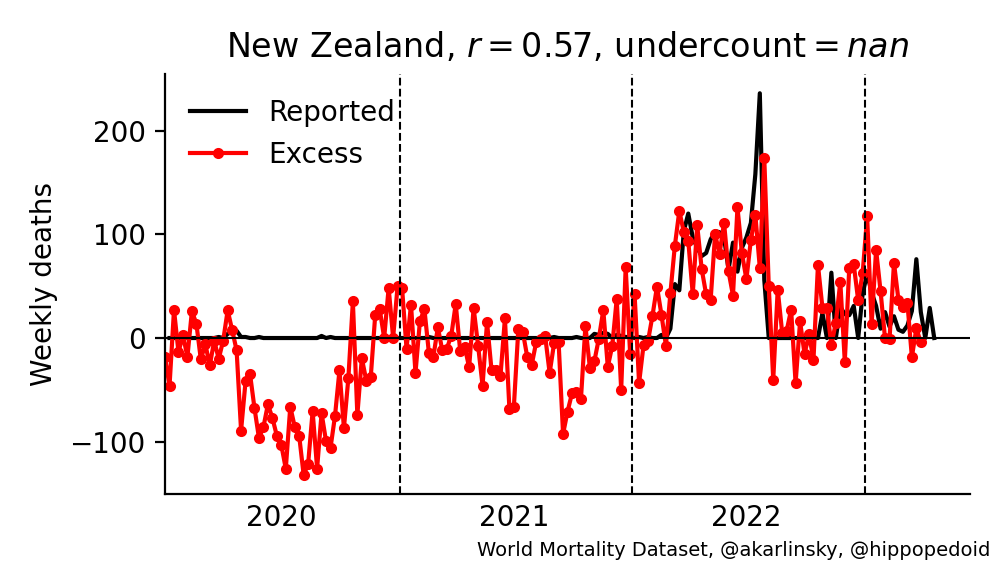 New Zealand, r = 0.57, undercount = nan
Reported
Excess
Weekly deaths
200
100
0
−100
2020
2021
2022
World Mortality Dataset, @akarlinsky, @hippopedoid